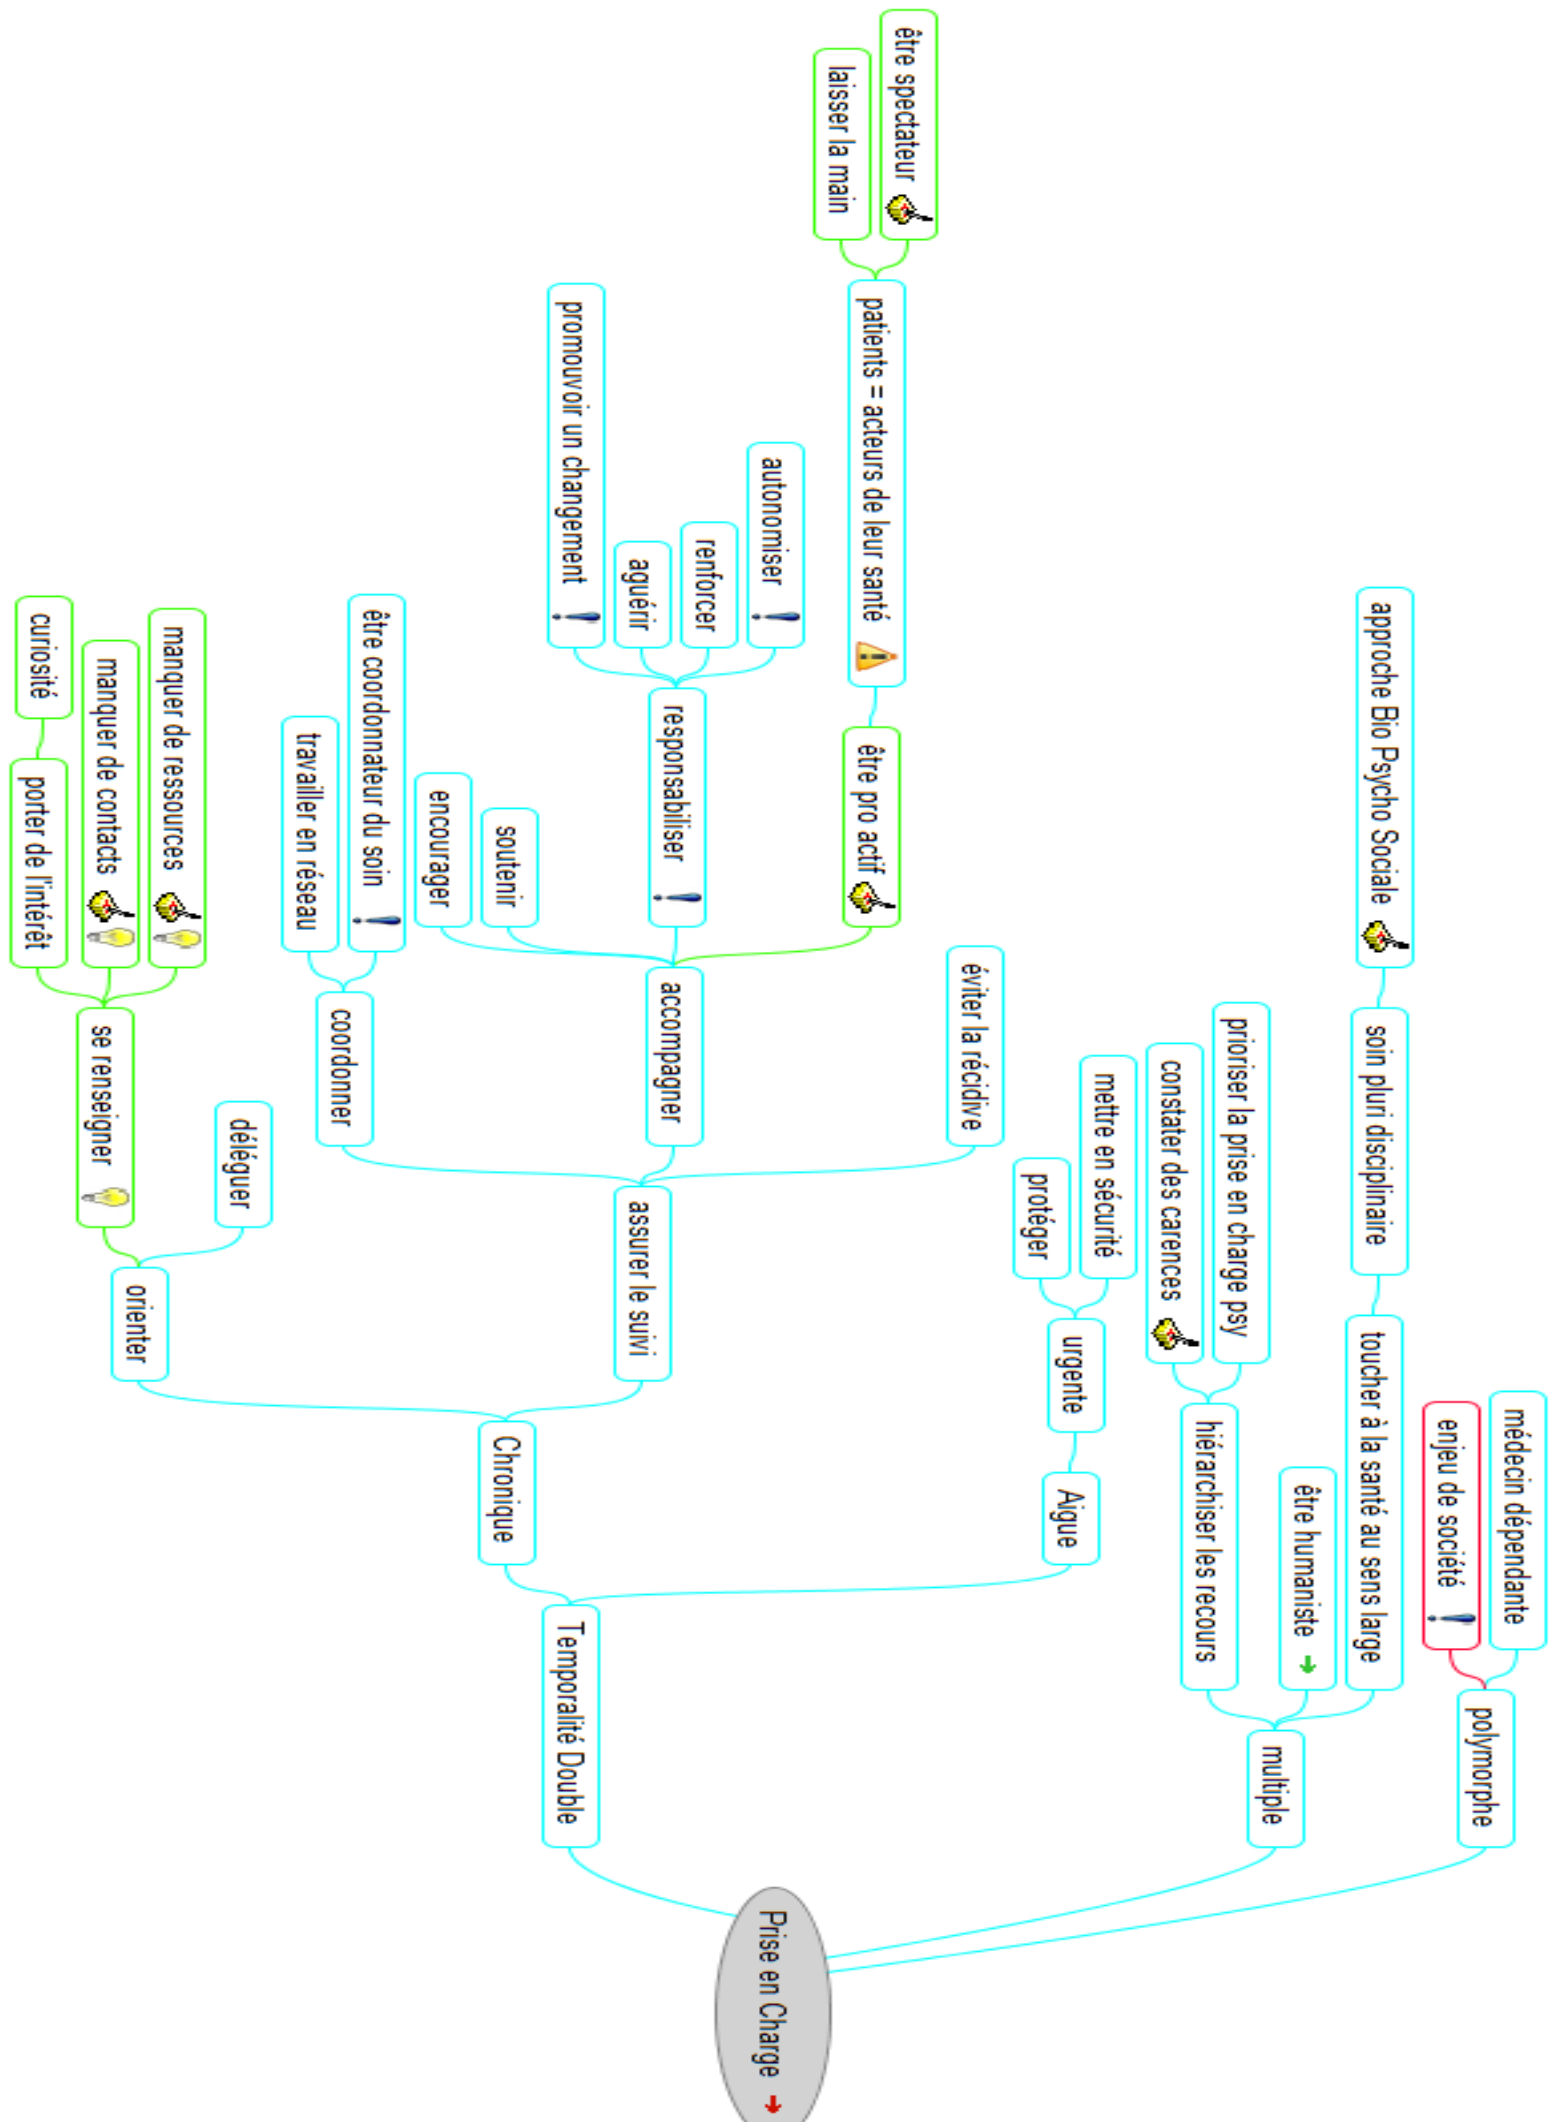 médecin dépendante
enjeu de société
polymorphe
approche Bio Psycho Sociale
soin pluri disciplinaire
toucher à la santé au sens large
être humaniste
prioriser la prise en charge psy
constater des carences
hiérarchiser les recours
multiple
mettre en sécurité
protéger
urgente
Aigue
éviter la récidive
être spectateur
laisser la main
patients = acteurs de leur santé
être pro actif
autonomiser
renforcer
aguérir
promouvoir un changement
responsabiliser
soutenir
encourager
accompagner
être coordonnateur du soin
travailler en réseau
coordonner
assurer le suivi
déléguer
manquer de ressources
manquer de contacts
curiosité
porter de l'intérêt
se renseigner
orienter
Chronique
Temporalité Double
Prise en Charge